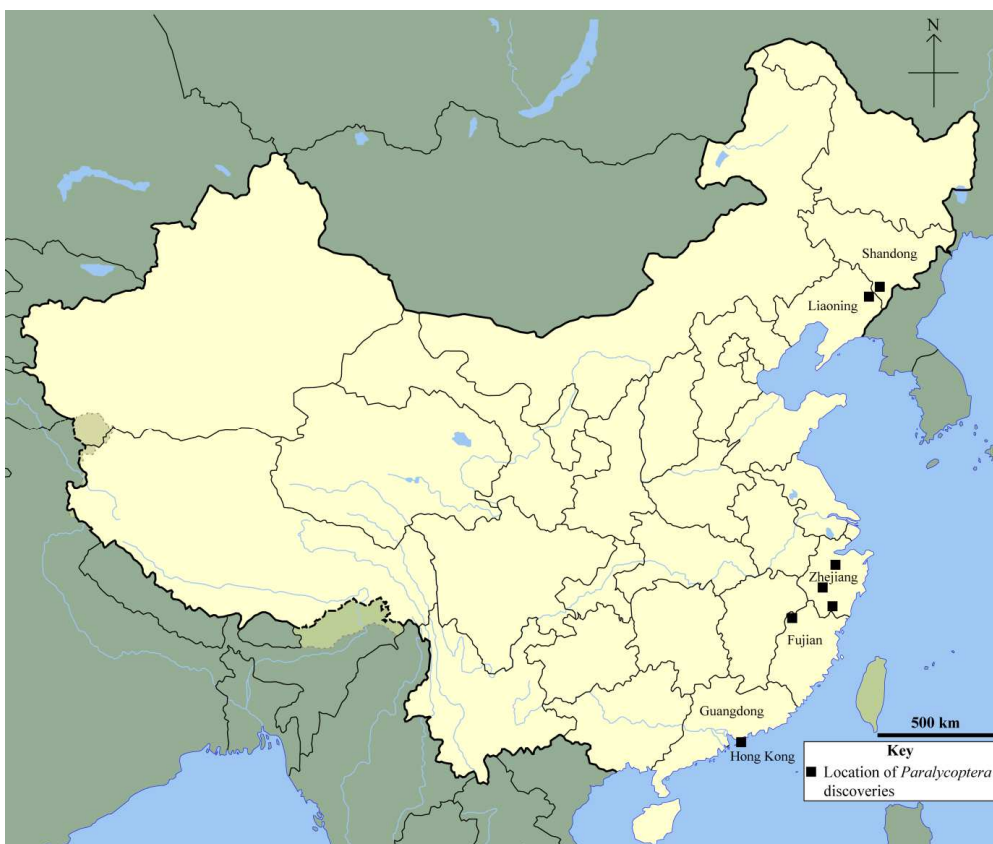 N
Shandong
Liaoning
Zhejiang
Fujian
Guangdong
Hong Kong
500 km
Key
Location of Paralycoptera
discoveries